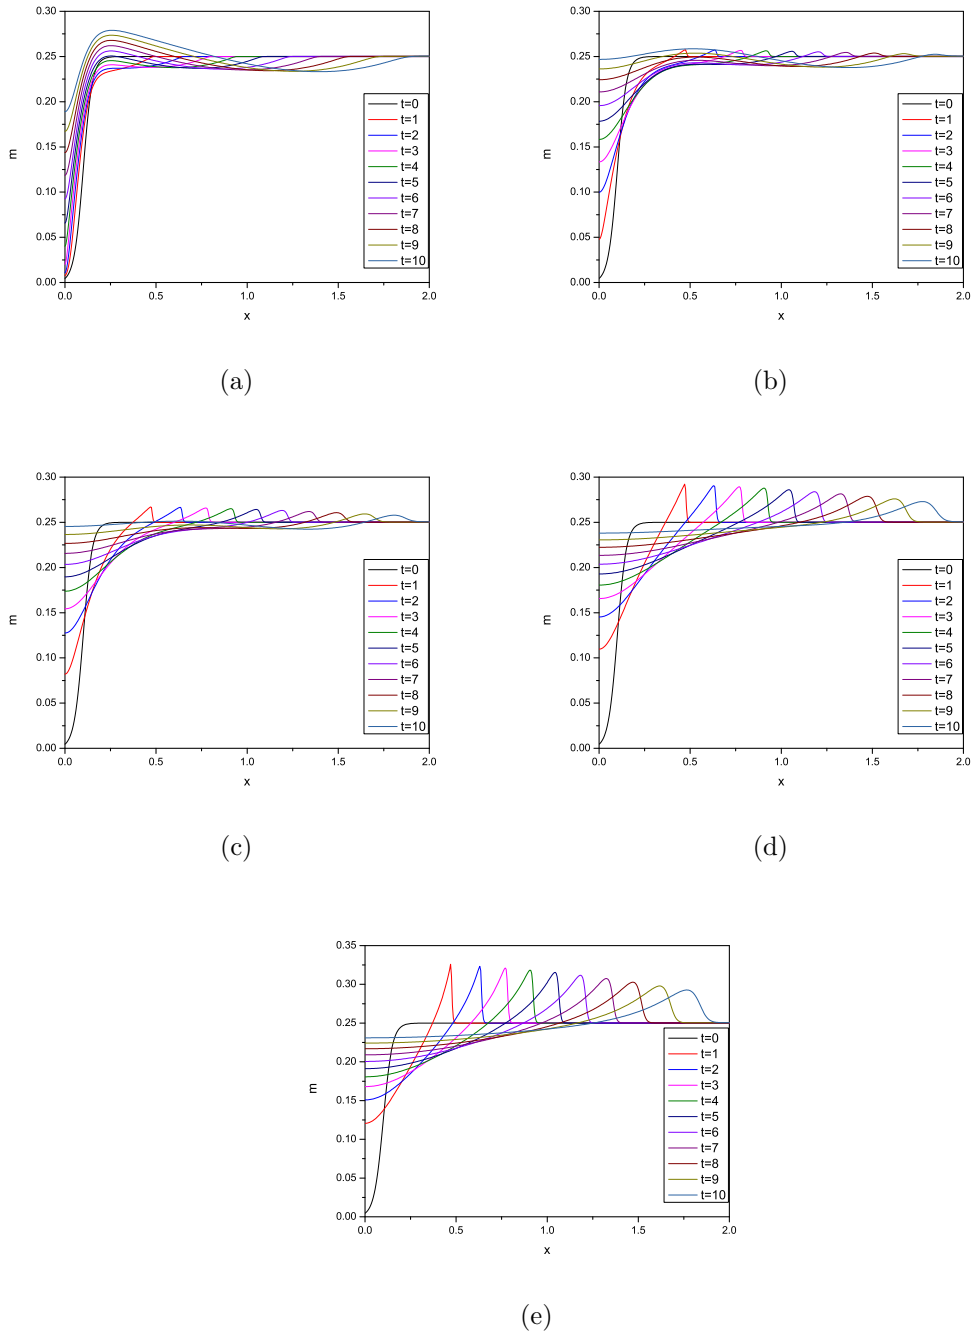 0.30
0.25
0.20
0.15
0.10
0.05
0.00
m
0.0 0.5 1.0 1.5 2.0
x
t=0
t=1
t=2
t=3
t=4
t=5
t=6
t=7
t=8
t=9
t=10
(a)
0.30
0.25
0.20
0.15
0.10
0.05
0.00
m
0.0 0.5 1.0 1.5 2.0
x
t=0
t=1
t=2
t=3
t=4
t=5
t=6
t=7
t=8
t=9
t=10
(b)
0.30
0.25
0.20
0.15
0.10
0.05
0.00
m
0.0 0.5 1.0 1.5 2.0
x
t=0
t=1
t=2
t=3
t=4
t=5
t=6
t=7
t=8
t=9
t=10
(c)
0.30
0.25
0.20
0.15
0.10
0.05
0.00
m
0.0 0.5 1.0 1.5 2.0
x
t=0
t=1
t=2
t=3
t=4
t=5
t=6
t=7
t=8
t=9
t=10
(d)
0.35
0.30
0.25
0.20
0.15
0.10
0.05
0.00
m
0.0 0.5 1.0 1.5 2.0
x
t=0
t=1
t=2
t=3
t=4
t=5
t=6
t=7
t=8
t=9
t=10
(e)